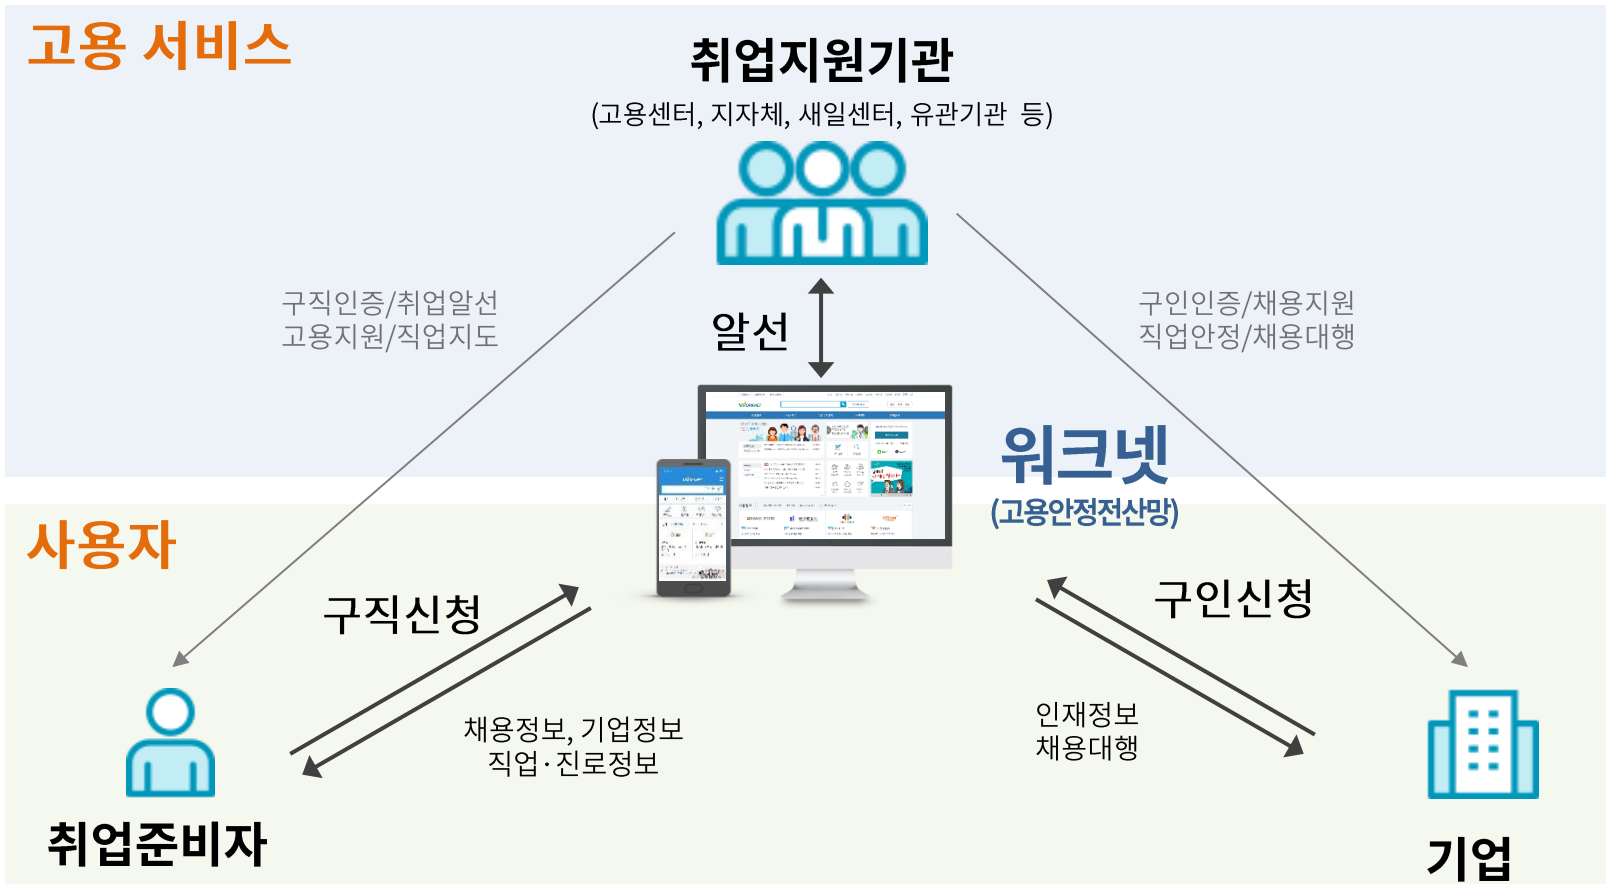 고용 서비스
취업지원기관
(고용센터, 지자체, 새일센터, 유관기관 등)
구직인증/취업알선
고용지원/직업지도
알선
구인인증/채용지원
직업안정/채용대행
워크넷
(고용안정전산망)
사용자
구직신청
구인신청
채용정보, 기업정보
직업·진로정보
인재정보
채용대행
취업준비자
기업